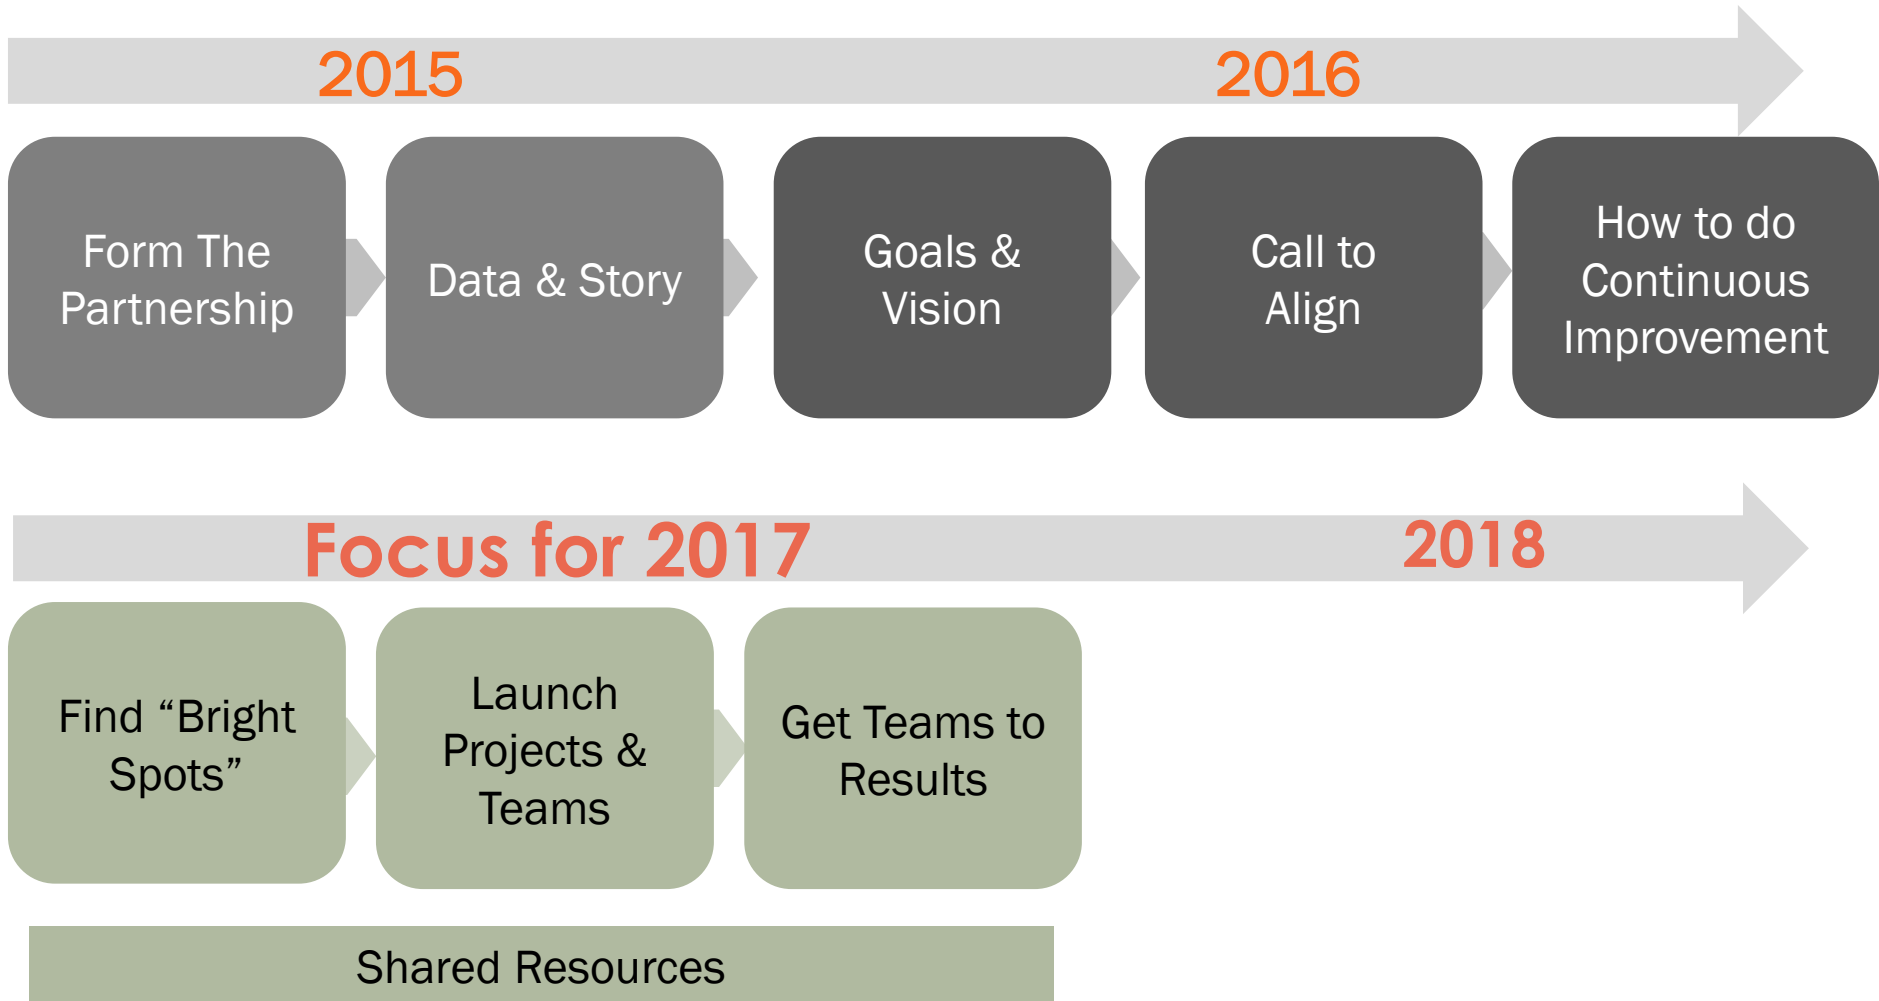 2015
2016
Form The
Partnership
Data & Story
Goals &
Vision
Call to
Align
How to do
Continuous
Improvement
Focus for 2017
2018
Find “Bright
Spots”
Launch
Projects &
Teams
Get Teams to
Results
Shared Resources